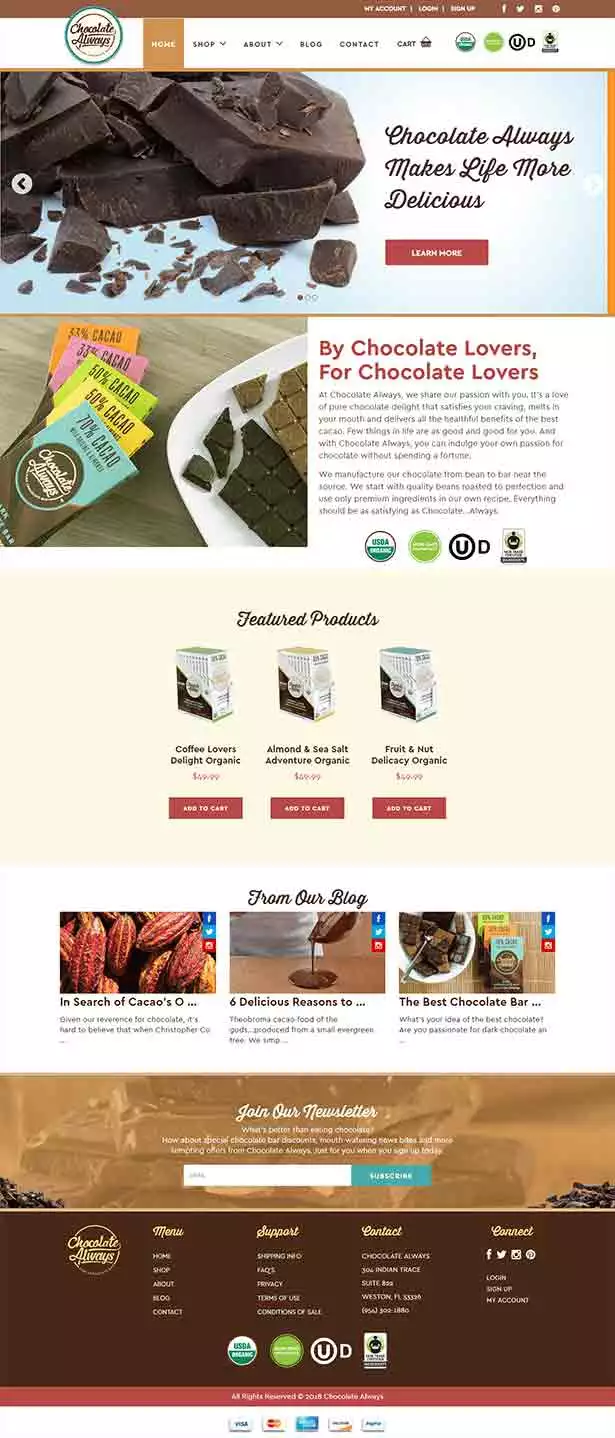 MY ACCOUNT | LOGIN | SIGN UP
Chocolate
Always
HOME SHOP ABOUT BLOG CONTACT CART
USDA
ORGANIC
U D
Chocolate Always
Makes Life More
Delicious
LEARN MORE
33% CACAO
33% CACAO
50% CACAO
50% CACAO
70% CACAO
Chocolate
Always
By Chocolate Lovers,
For Chocolate Lovers
At Chocolate Always, we share our passion with you. It's a love
of pure chocolate delight that satisfies your craving, melts in
your mouth and delivers all the healthful benefits of the best
cacao. Few things in life are as good and good for you. And
with Chocolate Always, you can indulge your own passion for
chocolate without spending a fortune.
We manufacture our chocolate from bean to bar near the
source. We start with quality beans roasted to perfection and
use only premium ingredients in our own recipe. Everything
should be as satisfying as Chocolate...Always.
USDA
ORGANIC
U D
Featured Products
Coffee Lovers
Delight Organic
$49.99
ADD TO CART
Almond & Sea Salt
Adventure Organic
$49.99
ADD TO CART
Fruit & Nut
Delicacy Organic
$49.99
ADD TO CART
From Our Blog
In Search of Cacao's O ...
Given our reverence for chocolate, it's
hard to believe that when Christopher Co
...
6 Delicious Reasons to ...
Theobroma cacao-food of the
gods...produced from a small evergreen
tree. We simp ...
The Best Chocolate Bar ...
What's your idea of the best chocolate?
Are you passionate for dark chocolate an
...
Join Our Newsletter
What's better than eating chocolate?
How about special chocolate bar discounts, mouth-watering news bites and more
tempting offers from Chocolate Always. Just for you when you sign up today.
EMAIL
SUBSCRIBE
Chocolate
Always
Menu
HOME
SHOP
ABOUT
BLOG
CONTACT
Support
SHIPPING INFO
FAQ'S
PRIVACY
TERMS OF USE
CONDITIONS OF SALE
Contact
CHOCOLATE ALWAYS
304 INDIAN TRACE
SUITE 822
WESTON, FL 33326
(954) 302-1880
Connect
LOGIN
SIGN UP
MY ACCOUNT
USDA
ORGANIC
U D
All Rights Reserved © 2018 Chocolate Always
VISA
PayPal